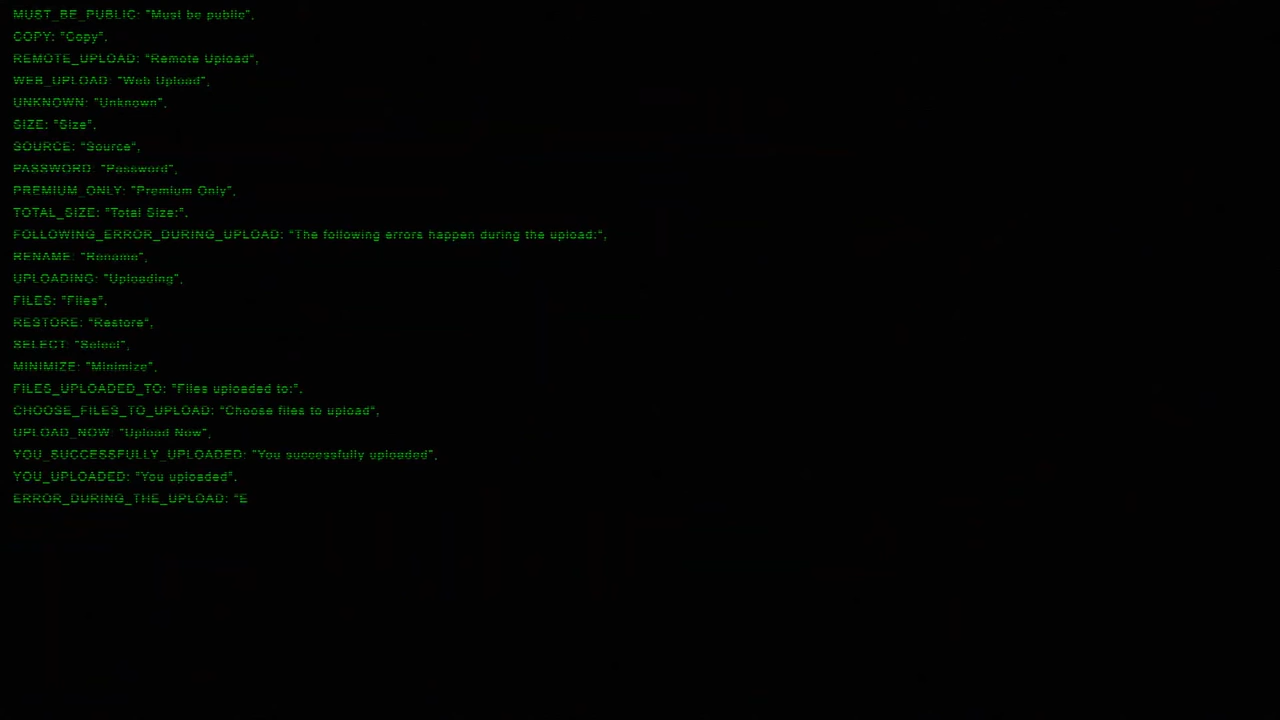 MUST_BE_PUBLIC: "Must be public",
COPY: "Copy",
REMOTE_UPLOAD: "Remote Upload",
WEB_UPLOAD: "Web Upload",
UNKNOWN: "Unknown",
SIZE: "Size",
SOURCE: "Source",
PASSWORD: "Password",
PREMIUM_ONLY: "Premium Only",
TOTAL_SIZE: "Total Size:",
FOLLOWING_ERROR_DURING_UPLOAD: "The following errors happen during the upload:",
RENAME: "Rename",
UPLOADING: "Uploading",
FILES: "Files",
RESTORE: "Restore",
SELECT: "Select",
MINIMIZE: "Minimize",
FILES_UPLOADED_TO: "Files uploaded to:",
CHOOSE_FILES_TO_UPLOAD: "Choose files to upload",
UPLOAD_NOW: "Upload Now",
YOU_SUCCESSFULLY_UPLOADED: "You successfully uploaded",
YOU_UPLOADED: "You uploaded",
ERROR_DURING_THE_UPLOAD: "E